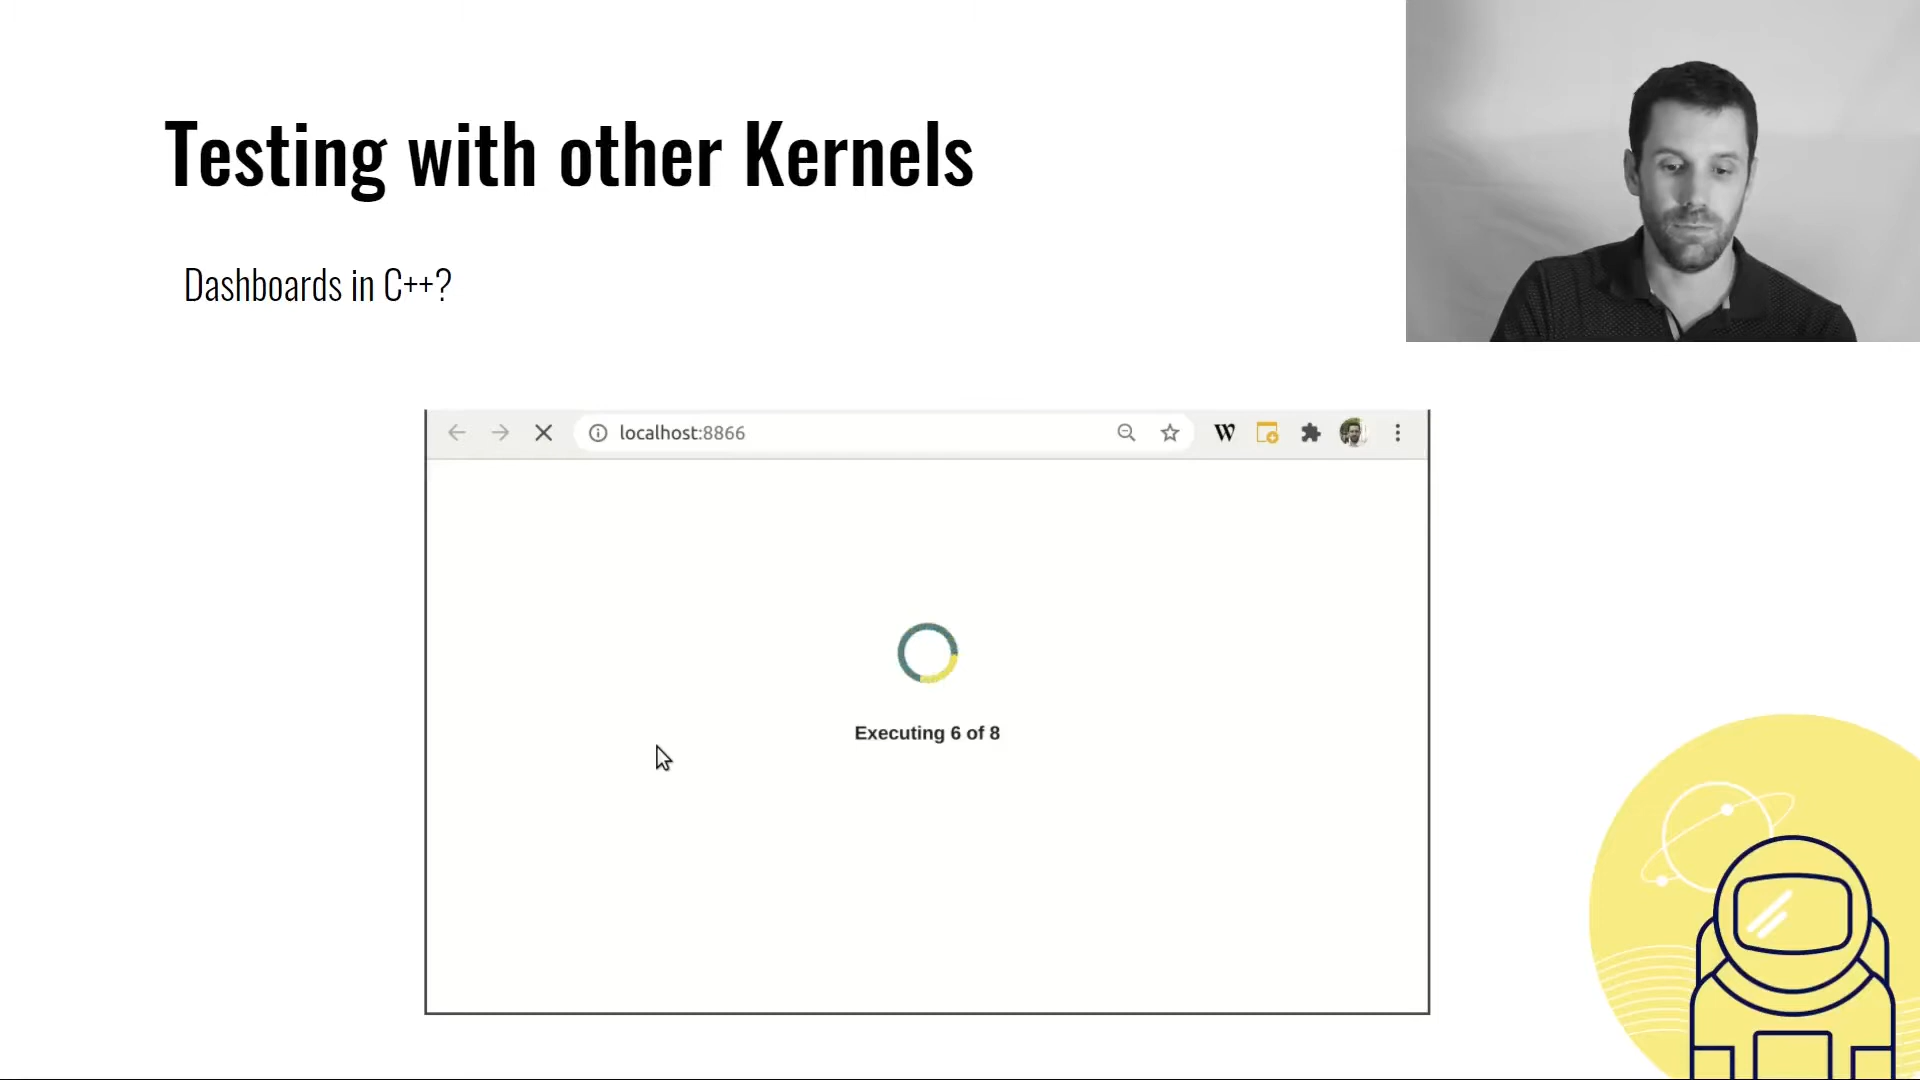 Testing with other Kernels
Dashboards in C++?
localhost:8866
W
Executing 6 of 8